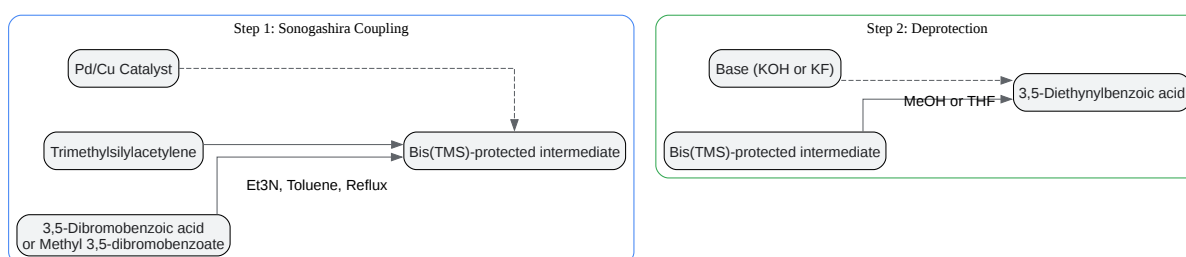 Step 1: Sonogashira Coupling
Pd/Cu Catalyst
Trimethylsilylacetylene
Bis(TMS)-protected intermediate
Et3N, Toluene, Reflux
3,5-Dibromobenzoic acid
or Methyl 3,5-dibromobenzoate
Step 2: Deprotection
Base (KOH or KF)
3,5-Diethynylbenzoic acid
MeOH or THF
Bis(TMS)-protected intermediate